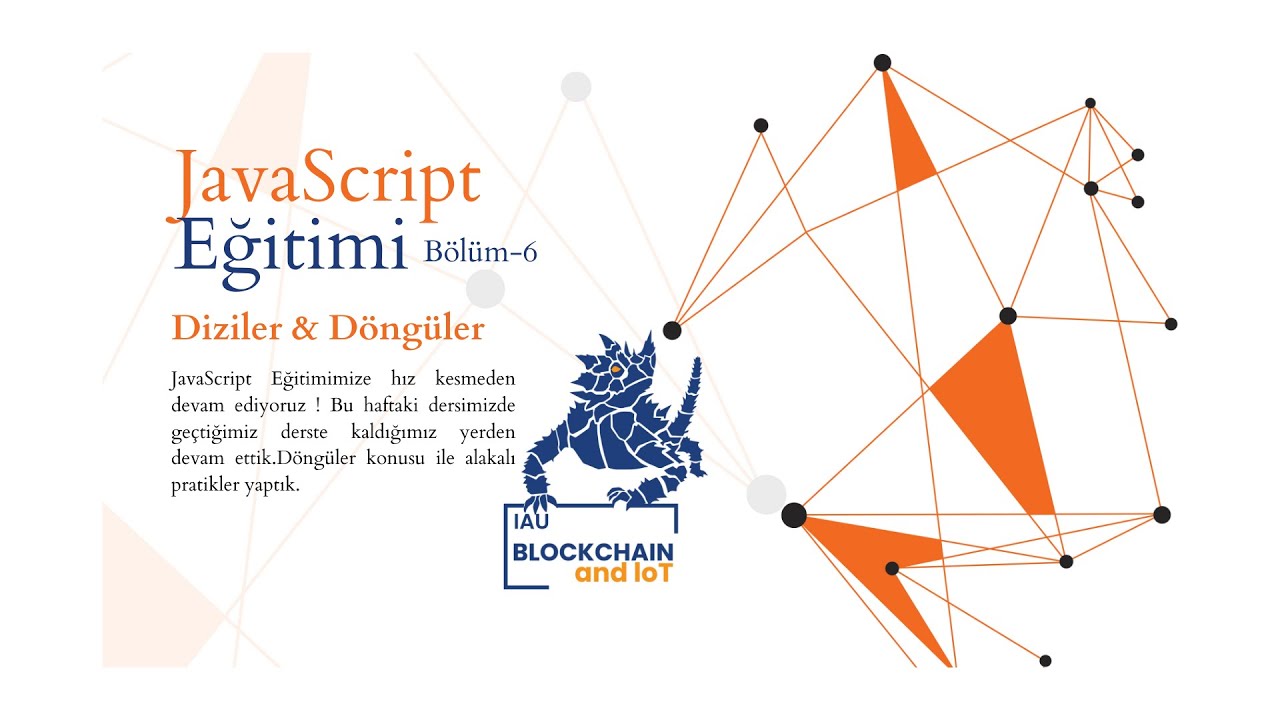 JavaScript
Eğitimi Bölüm-6
Diziler & Döngüler
JavaScript Eğitimimize hız kesmeden
devam ediyoruz ! Bu haftaki dersimizde
geçtiğimiz derste kaldığımız yerden
devam ettik.Döngüler konusu ile alakalı
pratikler yaptık.
IAU
BLOCKCHAIN
and IoT